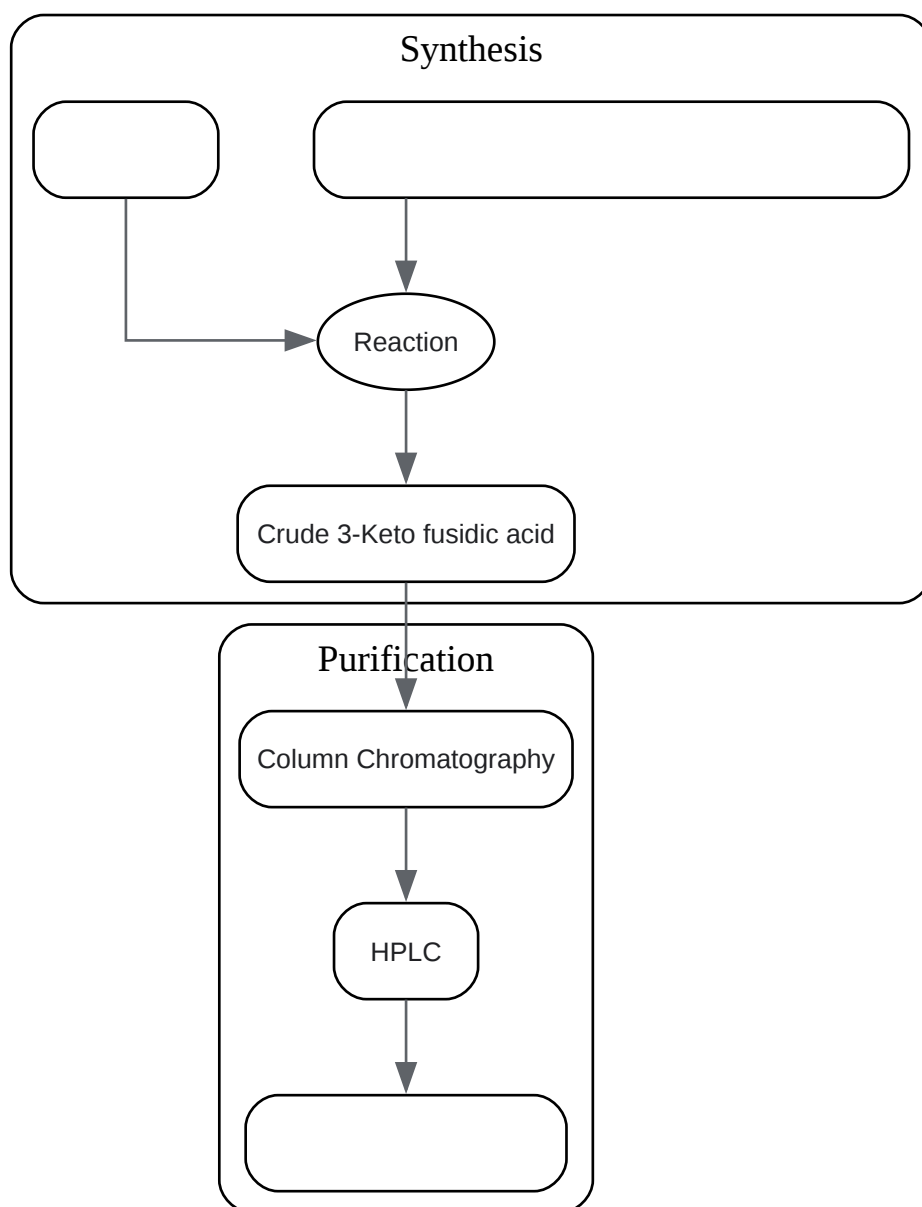 Synthesis
Reaction
Crude 3-Keto fusidic acid
Purification
Column Chromatography
HPLC